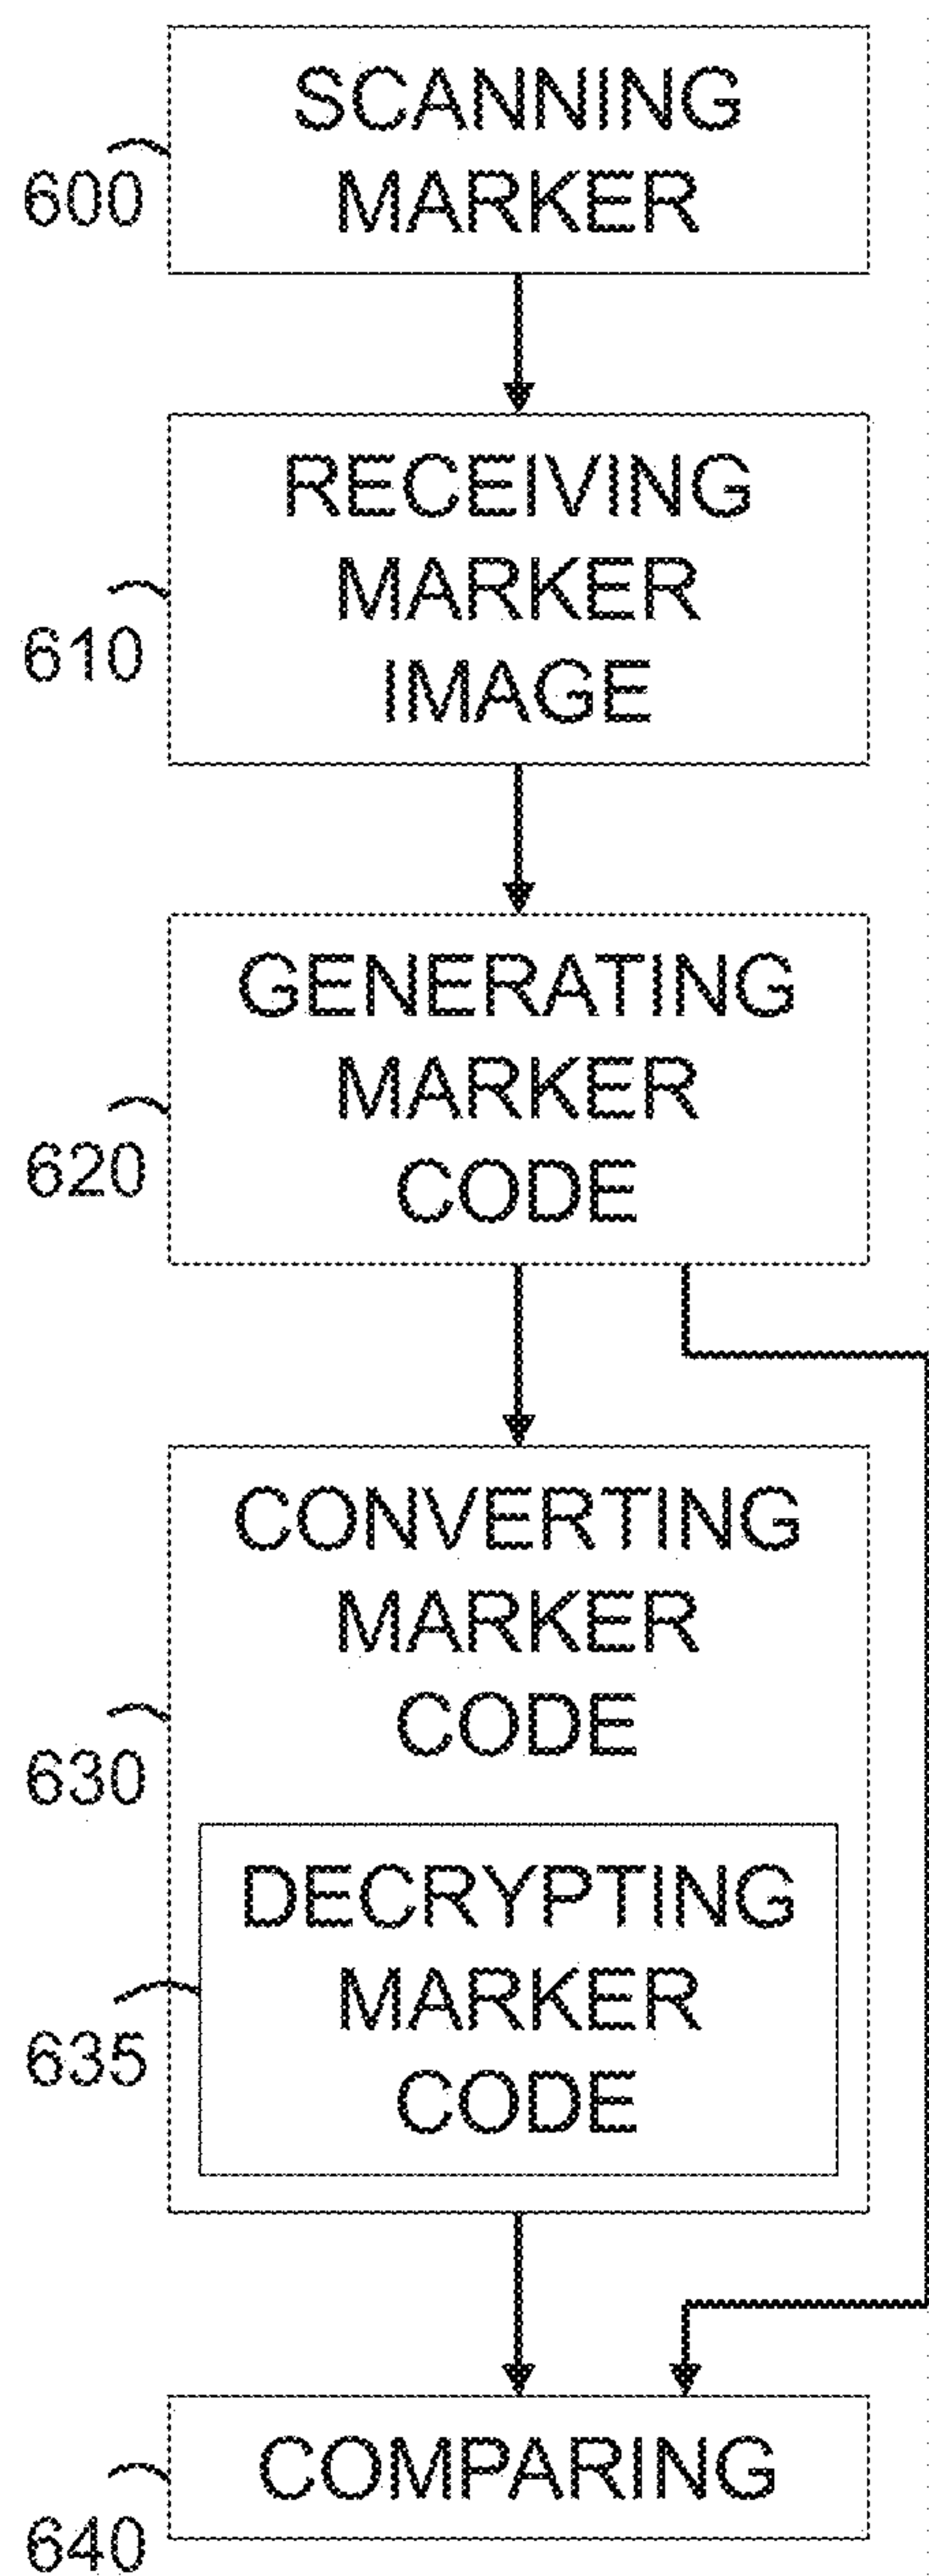 SCANNING
MARKER
600
RECEIVING
MARKER
IMAGE
610
GENERATING
MARKER
CODE
620
CONVERTING
MARKER
CODE
630
DECRYPTING
MARKER
CODE
635
COMPARING
640